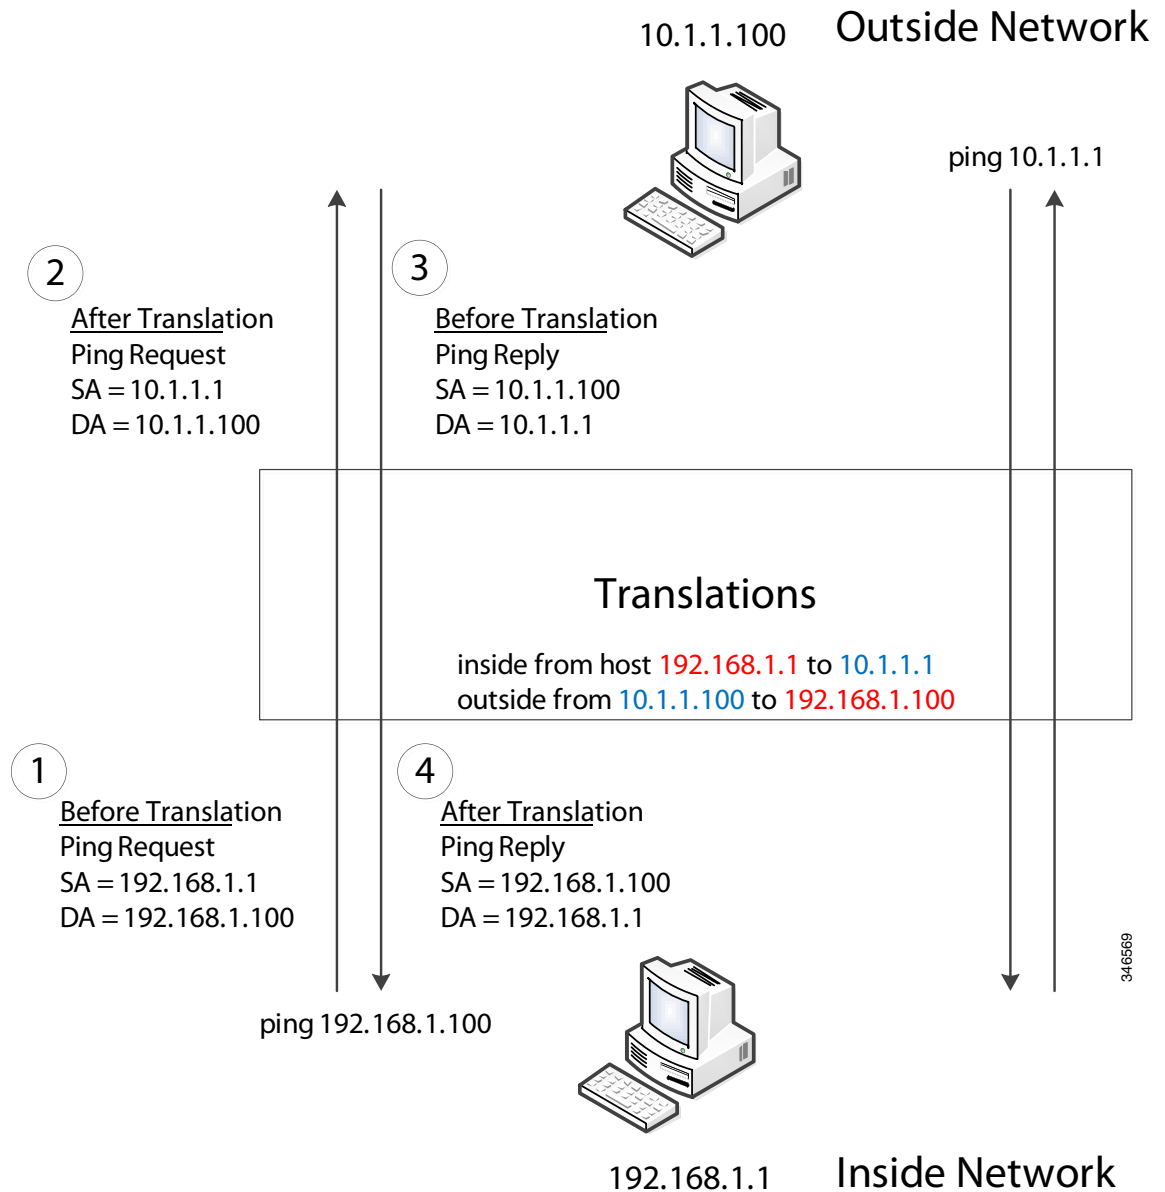 10.1.1.100
Outside Network
ping 10.1.1.1
2
After Translation
Ping Request
SA = 10.1.1.1
DA = 10.1.1.100
3
Before Translation
Ping Reply
SA = 10.1.1.100
DA = 10.1.1.1
Translations
inside from host 192.168.1.1 to 10.1.1.1
outside from 10.1.1.100 to 192.168.1.100
1
Before Translation
Ping Request
SA = 192.168.1.1
DA = 192.168.1.100
4
After Translation
Ping Reply
SA = 192.168.1.100
DA = 192.168.1.1
346569
ping 192.168.1.100
192.168.1.1
Inside Network